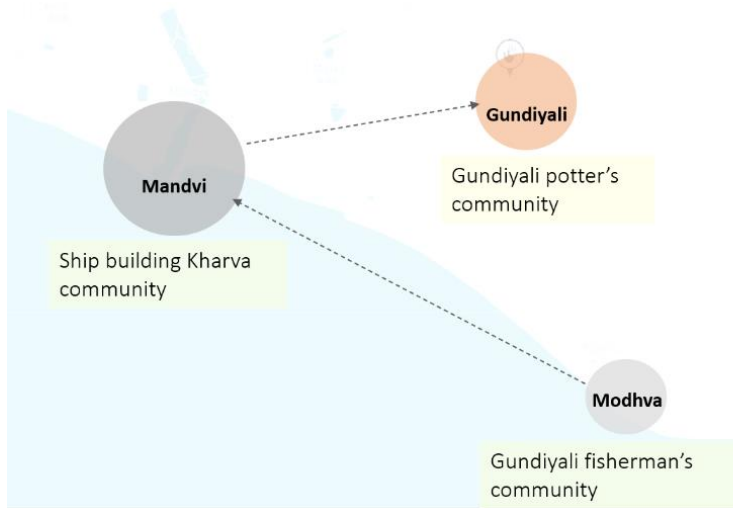 Gundiyali
Gundiyali potter's
community
Mandvi
Ship building Kharva
community
Modhva
Gundiyali fisherman's
community